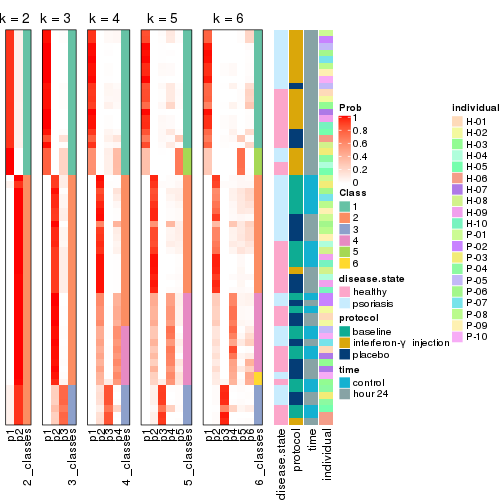 k = 2
k = 3
k = 4
k = 5
k = 6
p1
p2
2_classes
p1
p2
p3
3_classes
p1
p2
p3
p4
4_classes
p1
p2
p3
p4
p5
5_classes
p1
p2
p3
p4
p5
p6
6_classes
disease.state
protocol
time
individual
Prob
1
0.8
0.6
0.4
0.2
0
Class
1
2
3
4
5
6
disease.state
healthy
psoriasis
protocol
baseline
interferon-γ injection
placebo
time
control
hour 24
individual
H-01
H-02
H-03
H-04
H-05
H-06
H-07
H-08
H-09
H-10
P-01
P-02
P-03
P-04
P-05
P-06
P-07
P-08
P-09
P-10